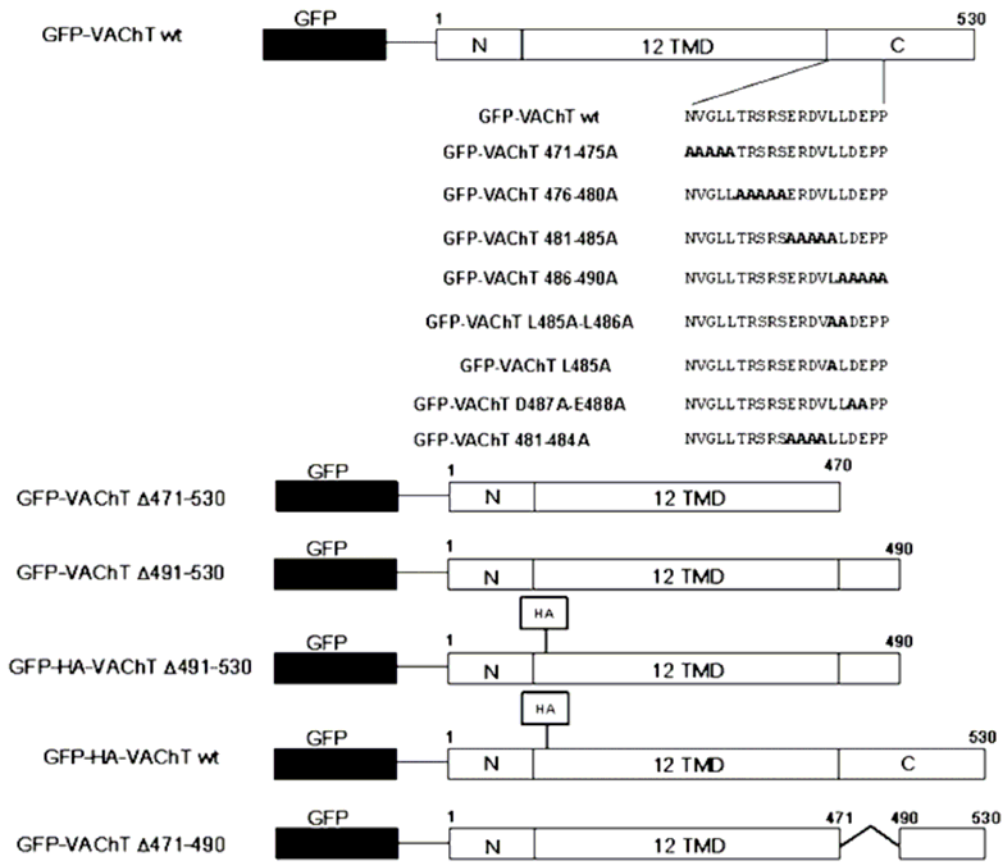 GFP-VAChT wt
GFP
1
530
N
12 TMD
C
GFP-VAChT wt NVGLLTRSRSERDVLLDEPP
GFP-VAChT 471-475A AAAAATRSRSERDVLLDEPP
GFP-VAChT 476-480A NVGLLAAAAAERDVLLDEPP
GFP-VAChT 481-485A NVGLLTRSRSAAAAALDEPP
GFP-VAChT 486-490A NVGLLTRSRSERDVLAAAAA
GFP-VAChT L485A-L486A NVGLLTRSRSERDVAADEPP
GFP-VAChT L485A NVGLLTRSRSERDVALDEPP
GFP-VAChT D487A-E488A NVGLLTRSRSERDVLLAAPP
GFP-VAChT 481-484A NVGLLTRSRSAAAALLDEPP
GFP-VAChT Δ471-530
GFP
1
470
N
12 TMD
GFP-VAChT Δ491-530
GFP
1
490
N
12 TMD
HA
GFP-HA-VAChT Δ491-530
GFP
1
490
N
12 TMD
HA
GFP-HA-VAChT wt
GFP
1
530
N
12 TMD
C
GFP-VAChT Δ471-490
GFP
1
471
490
530
N
12 TMD